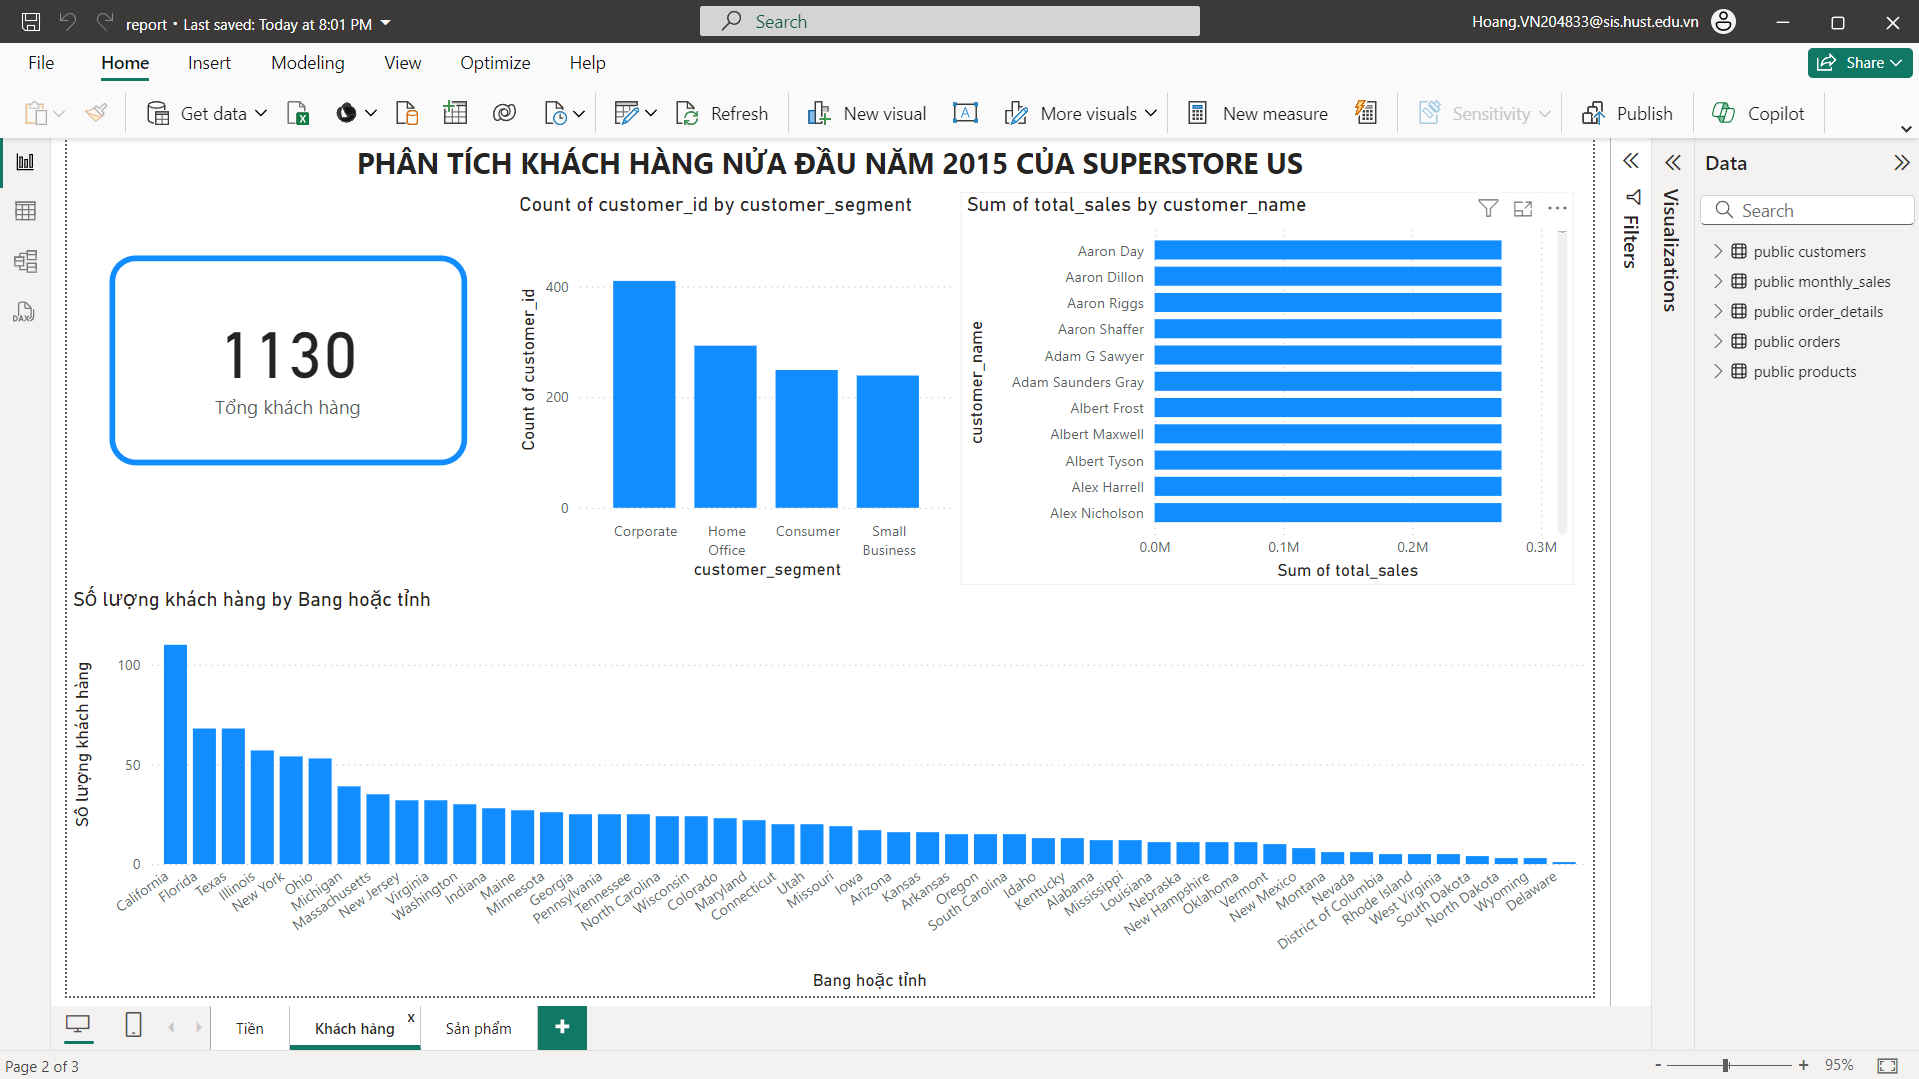 report • Last saved: Today at 8:01 PM
Search
Hoang.VN204833@sis.hust.edu.vn
File
Home
Insert
Modeling
View
Optimize
Help
Share
Get data
Refresh
New visual
More visuals
New measure
Sensitivity
Publish
Copilot
DAX
PHÂN TÍCH KHÁCH HÀNG NỬA ĐẦU NĂM 2015 CỦA SUPERSTORE US
1130
Tổng khách hàng
Count of customer_id by customer_segment
Count of customer_id
400
200
0
Corporate
Home Office
Consumer
Small Business
customer_segment
Sum of total_sales by customer_name
customer_name
Aaron Day
Aaron Dillon
Aaron Riggs
Aaron Shaffer
Adam G Sawyer
Adam Saunders Gray
Albert Frost
Albert Maxwell
Albert Tyson
Alex Harrell
Alex Nicholson
0.0M
0.1M
0.2M
0.3M
Sum of total_sales
Số lượng khách hàng by Bang hoặc tỉnh
Số lượng khách hàng
100
50
0
California
Florida
Texas
Illinois
New York
Ohio
Michigan
Massachusetts
New Jersey
Virginia
Washington
Indiana
Maine
Minnesota
Georgia
Pennsylvania
Tennessee
North Carolina
Wisconsin
Colorado
Maryland
Connecticut
Utah
Missouri
Iowa
Arizona
Kansas
Arkansas
Oregon
South Carolina
Idaho
Kentucky
Alabama
Mississippi
Louisiana
Nebraska
New Hampshire
Oklahoma
Vermont
New Mexico
Montana
Nevada
District of Columbia
Rhode Island
West Virginia
South Dakota
North Dakota
Wyoming
Delaware
Bang hoặc tỉnh
Filters
Visualizations
Data
Search
public customers
public monthly_sales
public order_details
public orders
public products
Tiền
Khách hàng
x
Sản phẩm
+
Page 2 of 3
-
+
95%